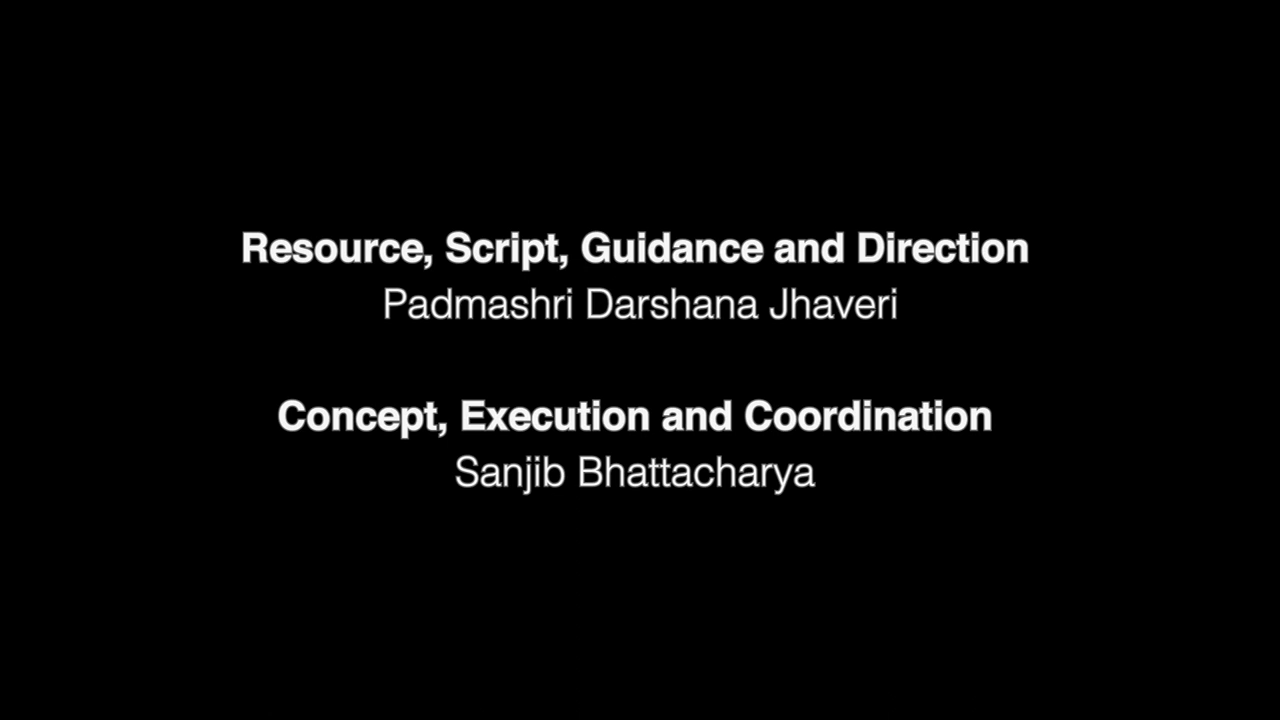 Resource, Script, Guidance and Direction
Padmashri Darshana Jhaveri
Concept, Execution and Coordination
Sanjib Bhattacharya